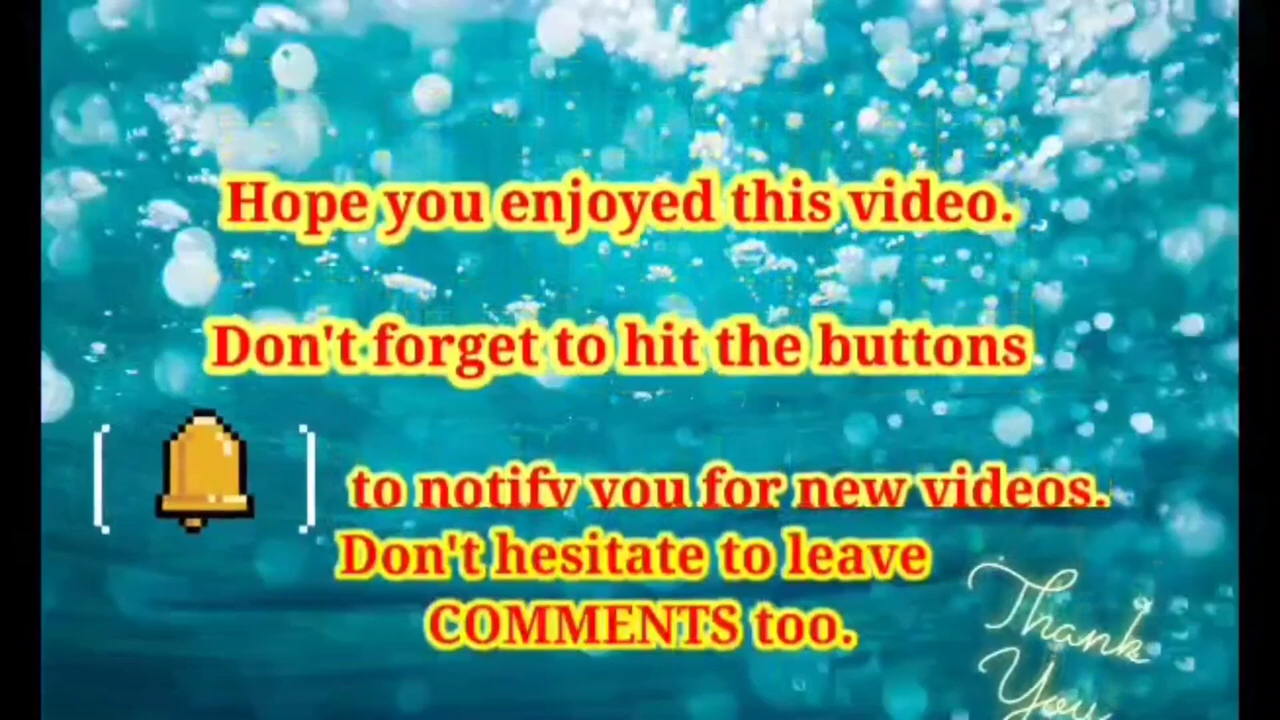 Hope you enjoyed this video.
Don't forget to hit the buttons
to notify you for new videos.
Don't hesitate to leave
COMMENTS too.
Thank
You